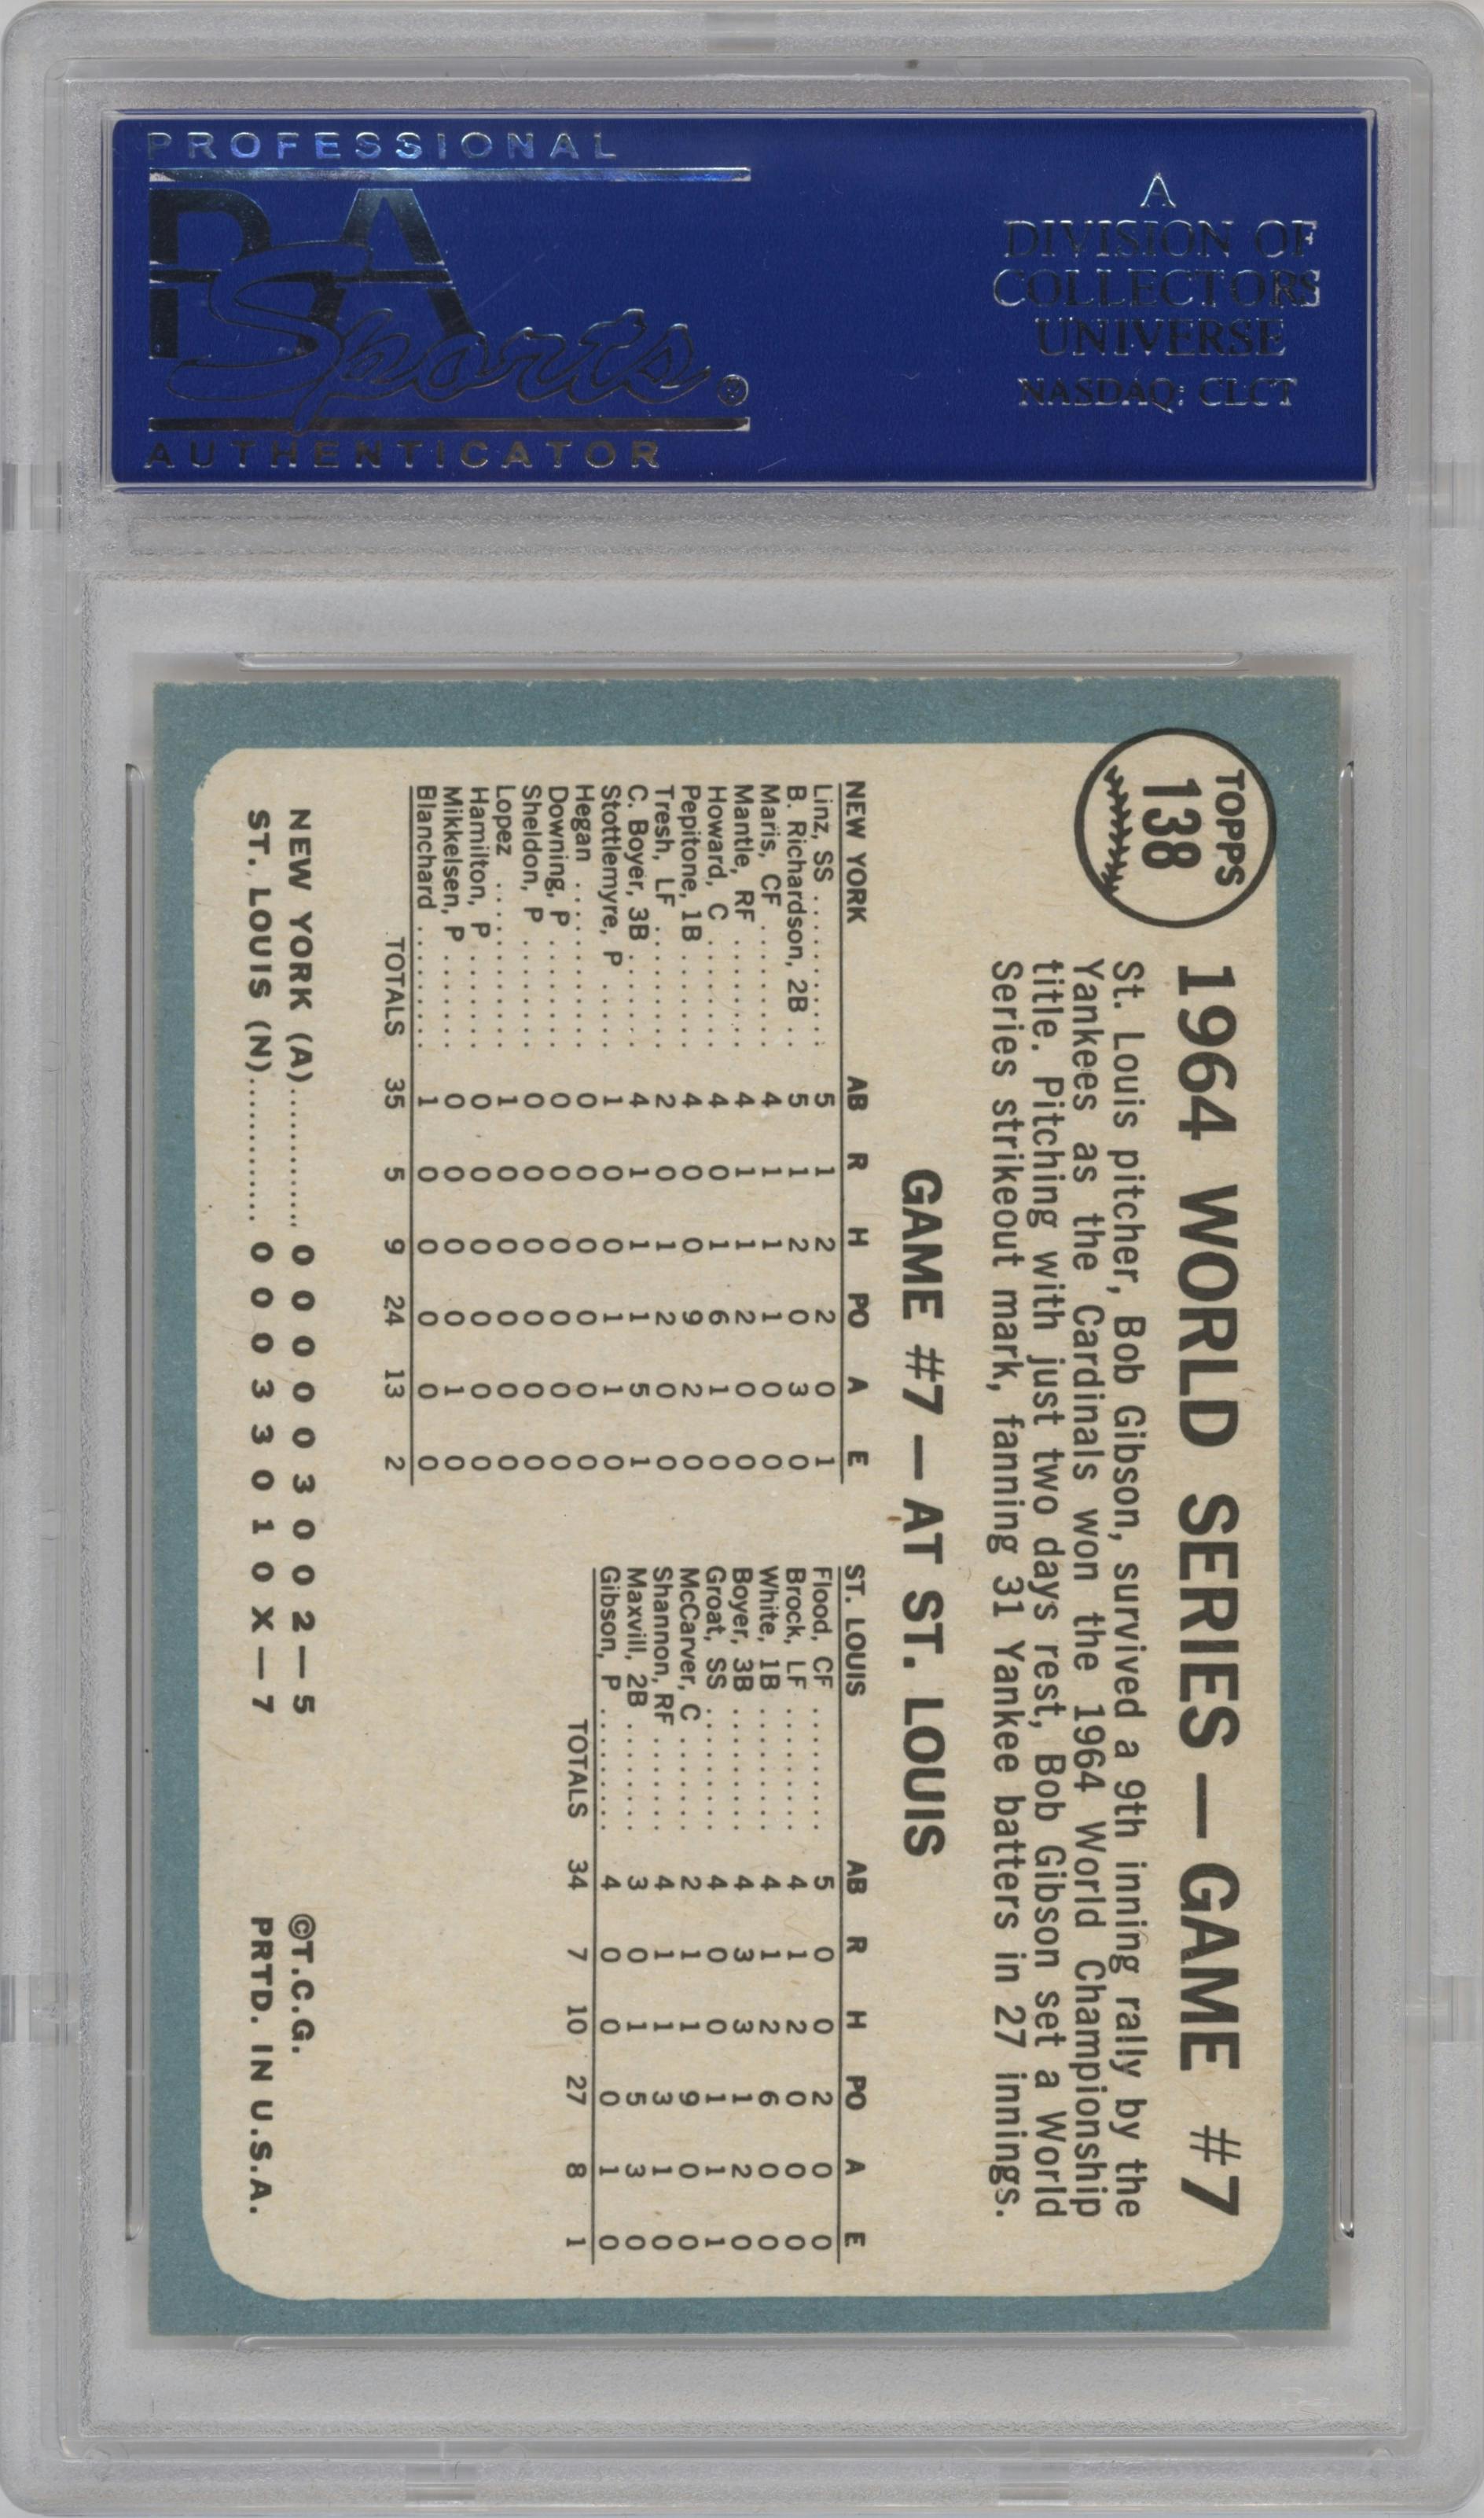 PROFESSIONAL
PSA
Sports®
AUTHENTICATOR
A
DIVISION OF
COLLECTORS
UNIVERSE
NASDAQ: CLCT
TOPPS
138
1964 WORLD SERIES — GAME #7
St. Louis pitcher, Bob Gibson, survived a 9th inning rally by the
Yankees as the Cardinals won the 1964 World Championship
title. Pitching with just two days rest, Bob Gibson set a World
Series strikeout mark, fanning 31 Yankee batters in 27 innings.
GAME #7 — AT ST. LOUIS
NEW YORK AB R H PO A E
Linz, SS ......... 5 1 2 2 0 1
B. Richardson, 2B .. 5 1 2 0 3 0
Maris, CF ........ 4 1 1 1 0 0
Mantle, RF ....... 4 1 1 2 0 0
Howard, C ....... 4 0 1 6 1 0
Pepitone, 1B ...... 4 0 0 9 2 0
Tresh, LF ........ 2 0 1 2 0 0
C. Boyer, 3B ...... 4 1 1 1 5 1
Stottlemyre, P ..... 1 0 0 1 1 0
Hegan .......... 0 0 0 0 0 0
Downing, P ....... 0 0 0 0 0 0
Sheldon, P ....... 0 0 0 0 0 0
Lopez .......... 1 0 0 0 0 0
Hamilton, P ...... 0 0 0 0 0 0
Mikkelsen, P ...... 0 0 0 0 1 0
Blanchard ........ 1 0 0 0 0 0
TOTALS 35 5 9 24 13 2
ST. LOUIS AB R H PO A E
Flood, CF ........ 5 0 0 2 0 0
Brock, LF ........ 4 1 2 0 0 0
White, 1B ........ 4 1 2 6 0 0
Boyer, 3B ........ 4 3 3 1 2 0
Groat, SS ........ 4 0 0 1 1 1
McCarver, C ...... 2 1 1 9 0 0
Shannon, RF ...... 4 1 1 3 1 0
Maxvill, 2B ....... 3 0 1 5 3 0
Gibson, P ........ 4 0 0 0 1 0
TOTALS 34 7 10 27 8 1
NEW YORK (A)............ 0 0 0 0 0 3 0 0 2 — 5
ST. LOUIS (N)............ 0 0 0 3 3 0 1 0 X — 7
©T.C.G.
PRTD. IN U.S.A.